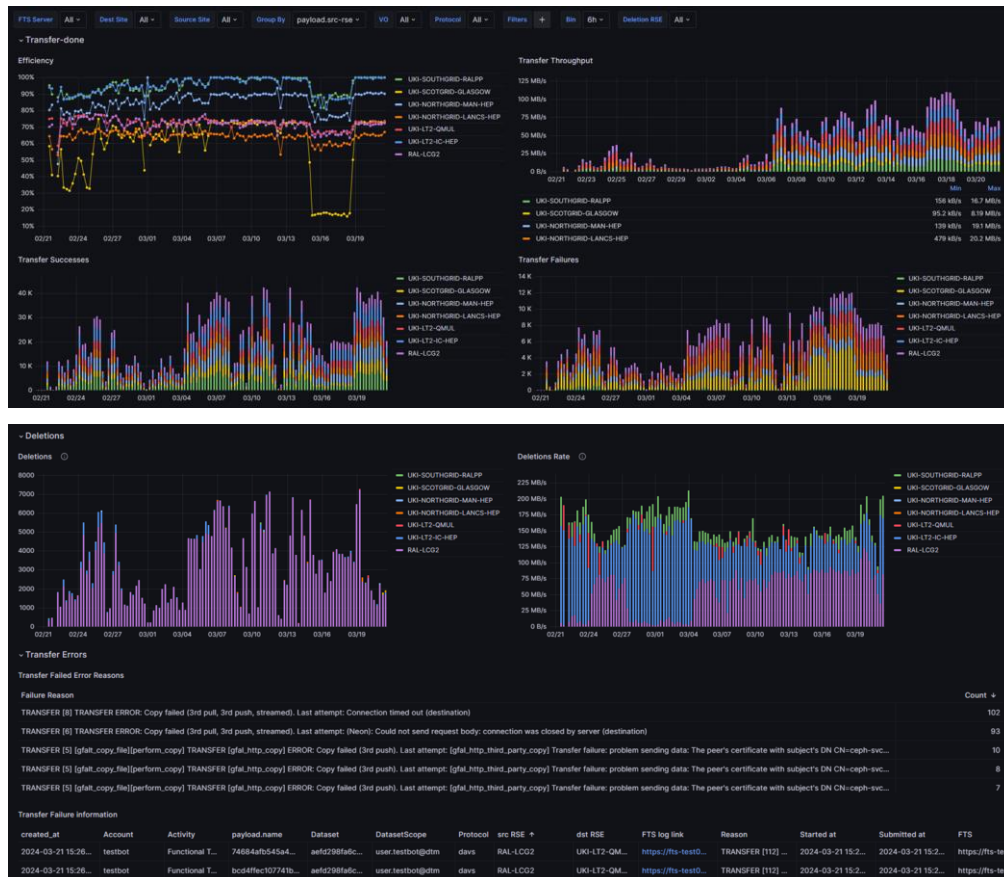 FTS Server All Dest Site All Source Site All Group By payload.src-rse VO All Protocol All Filters + Bin 6h Deletion RSE All
Transfer-done
Efficiency
100%
90%
80%
70%
60%
50%
40%
30%
20%
10%
02/21 02/24 02/27 03/01 03/04 03/07 03/10 03/13 03/16 03/19
UKI-SOUTHGRID-RALPP
UKI-SCOTGRID-GLASGOW
UKI-NORTHGRID-MAN-HEP
UKI-NORTHGRID-LANCS-HEP
UKI-LT2-QMUL
UKI-LT2-IC-HEP
RAL-LCG2
Transfer Throughput
125 MB/s
100 MB/s
75 MB/s
50 MB/s
25 MB/s
0 B/s
02/21 02/23 02/25 02/27 02/29 03/02 03/04 03/06 03/08 03/10 03/12 03/14 03/16 03/18 03/20
Min Max
UKI-SOUTHGRID-RALPP 156 kB/s 16.7 MB/s
UKI-SCOTGRID-GLASGOW 95.2 kB/s 8.19 MB/s
UKI-NORTHGRID-MAN-HEP 139 kB/s 19.1 MB/s
UKI-NORTHGRID-LANCS-HEP 479 kB/s 20.2 MB/s
Transfer Successes
40 K
30 K
20 K
10 K
0
02/21 02/24 02/27 03/01 03/04 03/07 03/10 03/13 03/16 03/19
UKI-SOUTHGRID-RALPP
UKI-SCOTGRID-GLASGOW
UKI-NORTHGRID-MAN-HEP
UKI-NORTHGRID-LANCS-HEP
UKI-LT2-QMUL
UKI-LT2-IC-HEP
RAL-LCG2
Transfer Failures
14 K
12 K
10 K
8 K
6 K
4 K
2 K
0
02/21 02/24 02/27 03/01 03/04 03/07 03/10 03/13 03/16 03/19
UKI-SOUTHGRID-RALPP
UKI-SCOTGRID-GLASGOW
UKI-NORTHGRID-MAN-HEP
UKI-NORTHGRID-LANCS-HEP
UKI-LT2-QMUL
UKI-LT2-IC-HEP
RAL-LCG2
Deletions
Deletions
8000
7000
6000
5000
4000
3000
2000
1000
0
02/21 02/24 02/27 03/01 03/04 03/07 03/10 03/13 03/16 03/19
UKI-SOUTHGRID-RALPP
UKI-SCOTGRID-GLASGOW
UKI-NORTHGRID-MAN-HEP
UKI-NORTHGRID-LANCS-HEP
UKI-LT2-QMUL
UKI-LT2-IC-HEP
RAL-LCG2
Deletions Rate
225 MB/s
200 MB/s
175 MB/s
150 MB/s
125 MB/s
100 MB/s
75 MB/s
50 MB/s
25 MB/s
0 B/s
02/21 02/24 02/27 03/01 03/04 03/07 03/10 03/13 03/16 03/19
UKI-SOUTHGRID-RALPP
UKI-SCOTGRID-GLASGOW
UKI-NORTHGRID-MAN-HEP
UKI-NORTHGRID-LANCS-HEP
UKI-LT2-QMUL
UKI-LT2-IC-HEP
RAL-LCG2
Transfer Errors
Transfer Failed Error Reasons
Failure Reason Count ↓
TRANSFER [8] TRANSFER ERROR: Copy failed (3rd pull, 3rd push, streamed). Last attempt: Connection timed out (destination) 102
TRANSFER [6] TRANSFER ERROR: Copy failed (3rd pull, 3rd push, streamed). Last attempt: (Neon): Could not send request body: connection was closed by server (destination) 93
TRANSFER [5] [gfalt_copy_file][perform_copy] TRANSFER [gfal_http_copy] ERROR: Copy failed (3rd push). Last attempt: [gfal_http_third_party_copy] Transfer failure: problem sending data: The peer's certificate with subject's DN CN=ceph-svc... 10
TRANSFER [5] [gfalt_copy_file][perform_copy] TRANSFER [gfal_http_copy] ERROR: Copy failed (3rd push). Last attempt: [gfal_http_third_party_copy] Transfer failure: problem sending data: The peer's certificate with subject's DN CN=ceph-svc... 8
TRANSFER [5] [gfalt_copy_file][perform_copy] TRANSFER [gfal_http_copy] ERROR: Copy failed (3rd push). Last attempt: [gfal_http_third_party_copy] Transfer failure: problem sending data: The peer's certificate with subject's DN CN=ceph-svc... 7
Transfer Failure information
created_at Account Activity payload.name Dataset DatasetScope Protocol src RSE ↑ dst RSE FTS log link Reason Started at Submitted at FTS
2024-03-21 15:26... testbot Functional T... 74684afb545a4... aefd298fa6c... user.testbot@dtm davs RAL-LCG2 UKI-LT2-QM... https://fts-test0... TRANSFER [112] ... 2024-03-21 15:2... 2024-03-21 15:2... https://fts-te
2024-03-21 15:26... testbot Functional T... bcd4ffec107741b... aefd298fa6c... user.testbot@dtm davs RAL-LCG2 UKI-LT2-QM... https://fts-test0... TRANSFER [112] ... 2024-03-21 15:2... 2024-03-21 15:2... https://fts-te